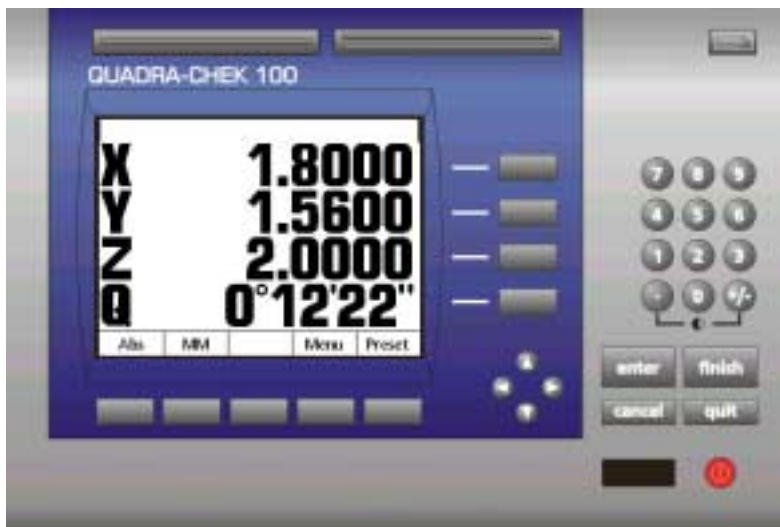 QUADRA-CHEK 100
X 1.8000
Y 1.5600
Z 2.0000
Q 0°12'22"
Abs MM Menu Preset
7 8 9
4 5 6
1 2 3
. 0 +/-
enter finish
cancel quit